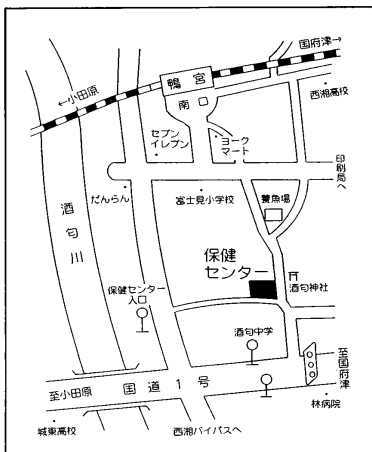 国府津→
鴨宮
←小田原
南
西湘高校
セブン
イレブン
ヨーク
マート
印刷局へ
だんらん
富士見小学校
養魚場
酒匂川
保健
センター
保健センター
入口
酒匂神社
酒匂中学
至国府津
至小田原
国道1号
林病院
城東高校
西湘バイパスへ